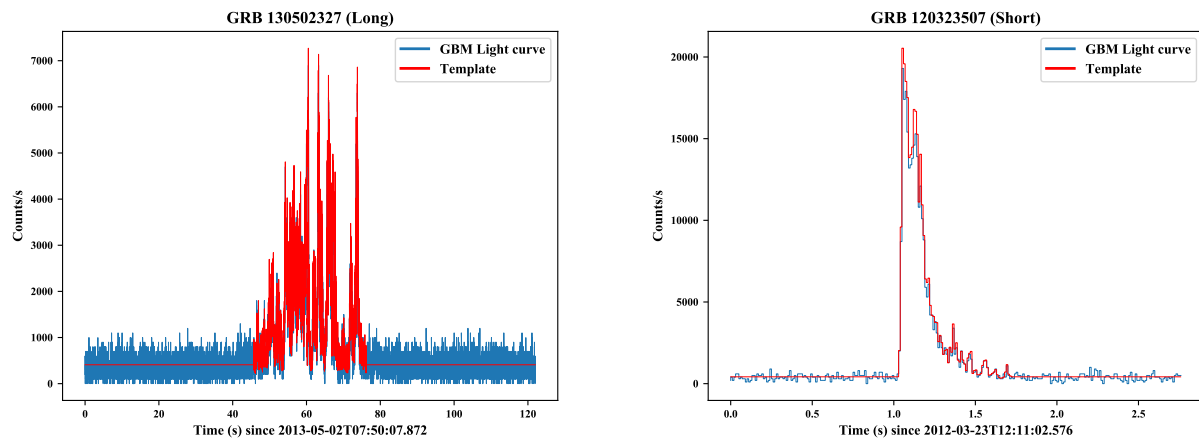 GRB 130502327 (Long)
GBM Light curve
Template
Counts/s
7000
6000
5000
4000
3000
2000
1000
0
0 20 40 60 80 100 120
Time (s) since 2013-05-02T07:50:07.872
GRB 120323507 (Short)
GBM Light curve
Template
Counts/s
20000
15000
10000
5000
0
0.0 0.5 1.0 1.5 2.0 2.5
Time (s) since 2012-03-23T12:11:02.576